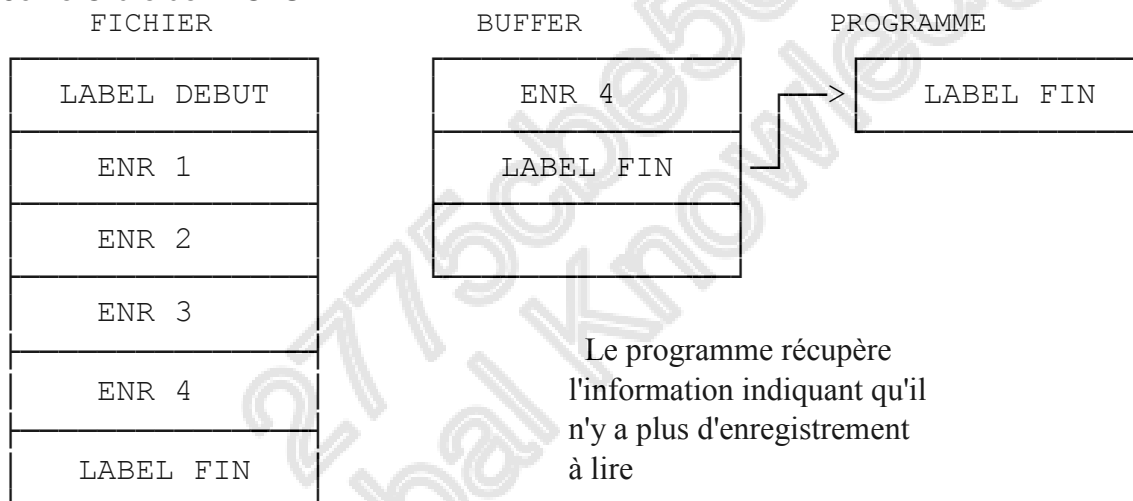 FICHIER BUFFER PROGRAMME
LABEL DEBUT ENR 4 > LABEL FIN
ENR 1 LABEL FIN
ENR 2
ENR 3
Le programme récupère
ENR 4 l'information indiquant qu'il
n'y a plus d'enregistrement
LABEL FIN à lire